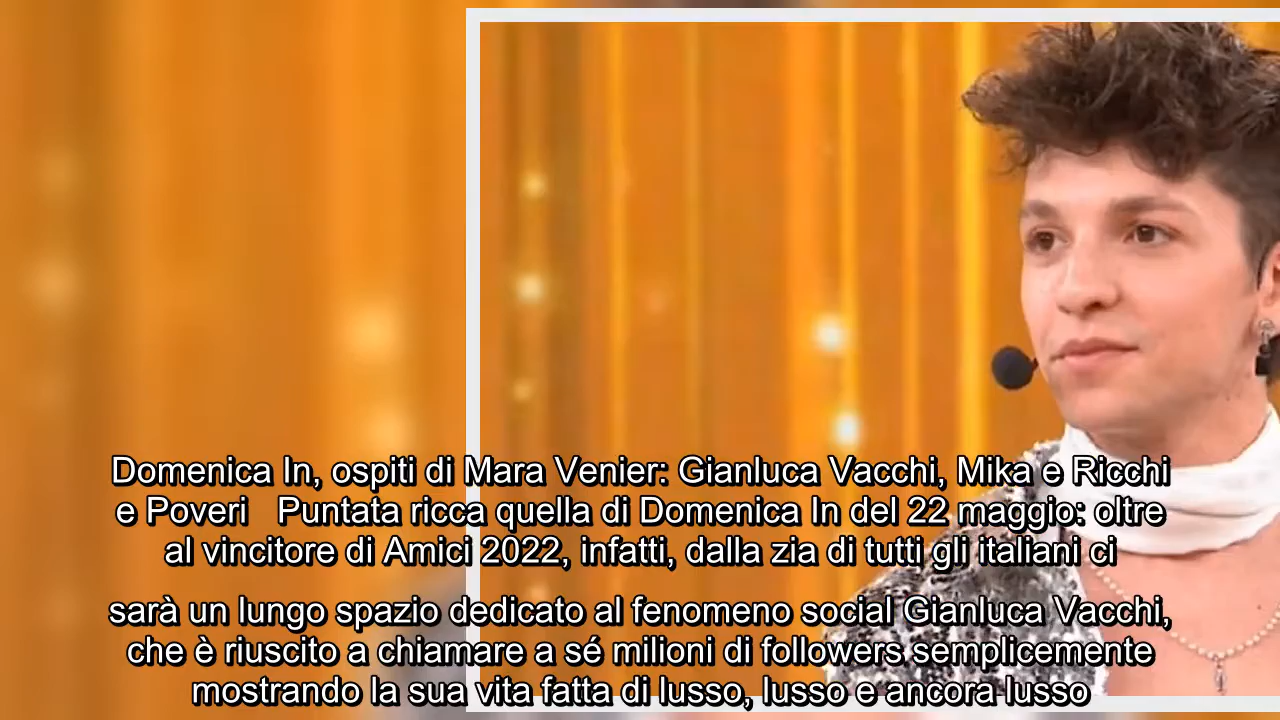 Domenica In, ospiti di Mara Venier: Gianluca Vacchi, Mika e Ricchi
e Poveri   Puntata ricca quella di Domenica In del 22 maggio: oltre
al vincitore di Amici 2022, infatti, dalla zia di tutti gli italiani ci
sarà un lungo spazio dedicato al fenomeno social Gianluca Vacchi,
che è riuscito a chiamare a sé milioni di followers semplicemente
mostrando la sua vita fatta di lusso, lusso e ancora lusso